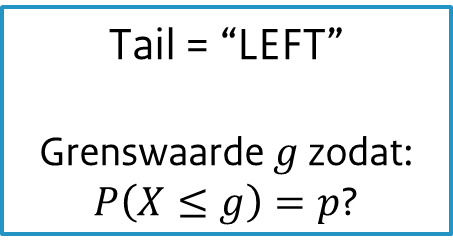 Tail = “LEFT”
Grenswaarde g zodat:
P(X ≤ g) = p?